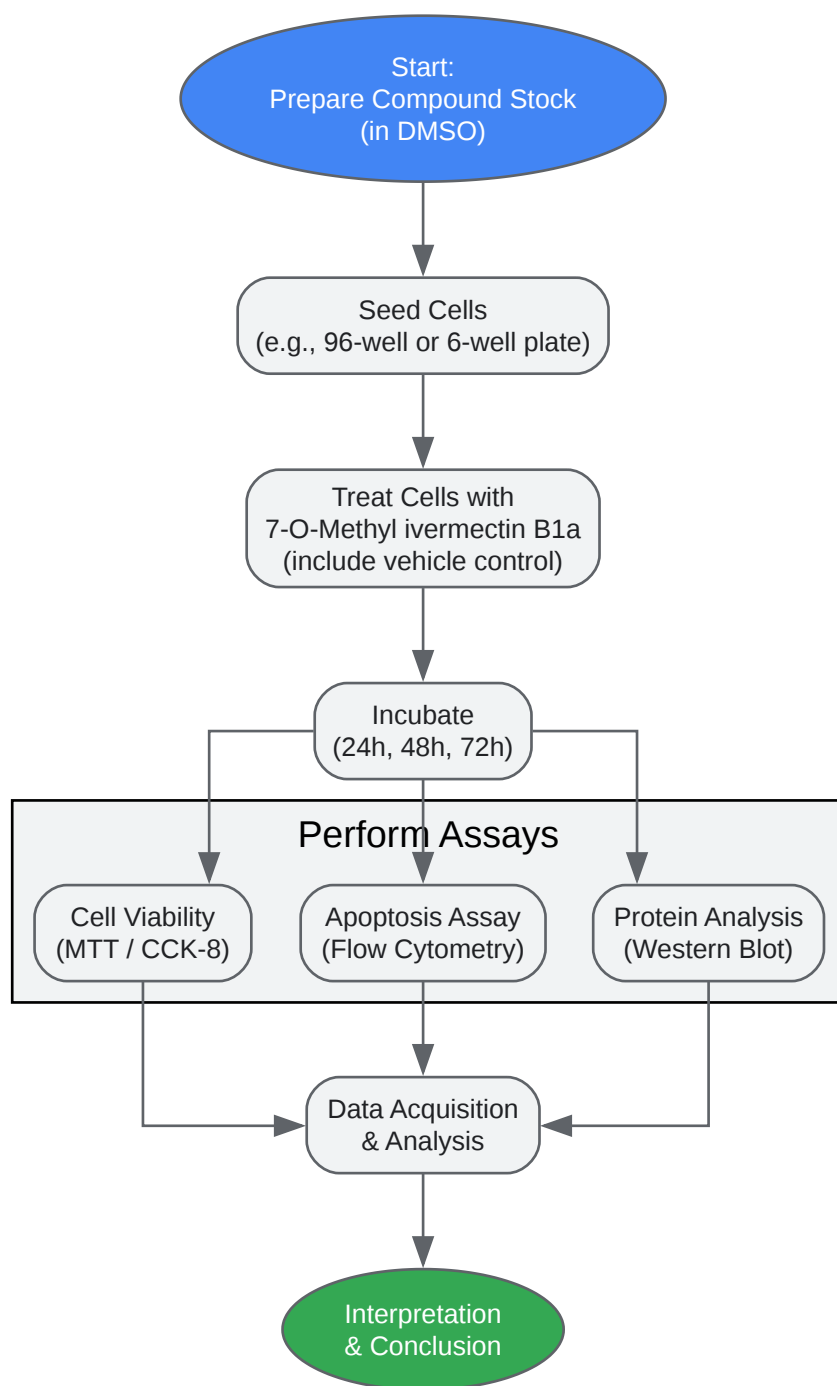 Start:
Prepare Compound Stock
(in DMSO)
Seed Cells
(e.g., 96-well or 6-well plate)
Treat Cells with
7-O-Methyl ivermectin B1a
(include vehicle control)
Incubate
(24h, 48h, 72h)
Perform Assays
Cell Viability
(MTT / CCK-8)
Apoptosis Assay
(Flow Cytometry)
Protein Analysis
(Western Blot)
Data Acquisition
& Analysis
Interpretation
& Conclusion